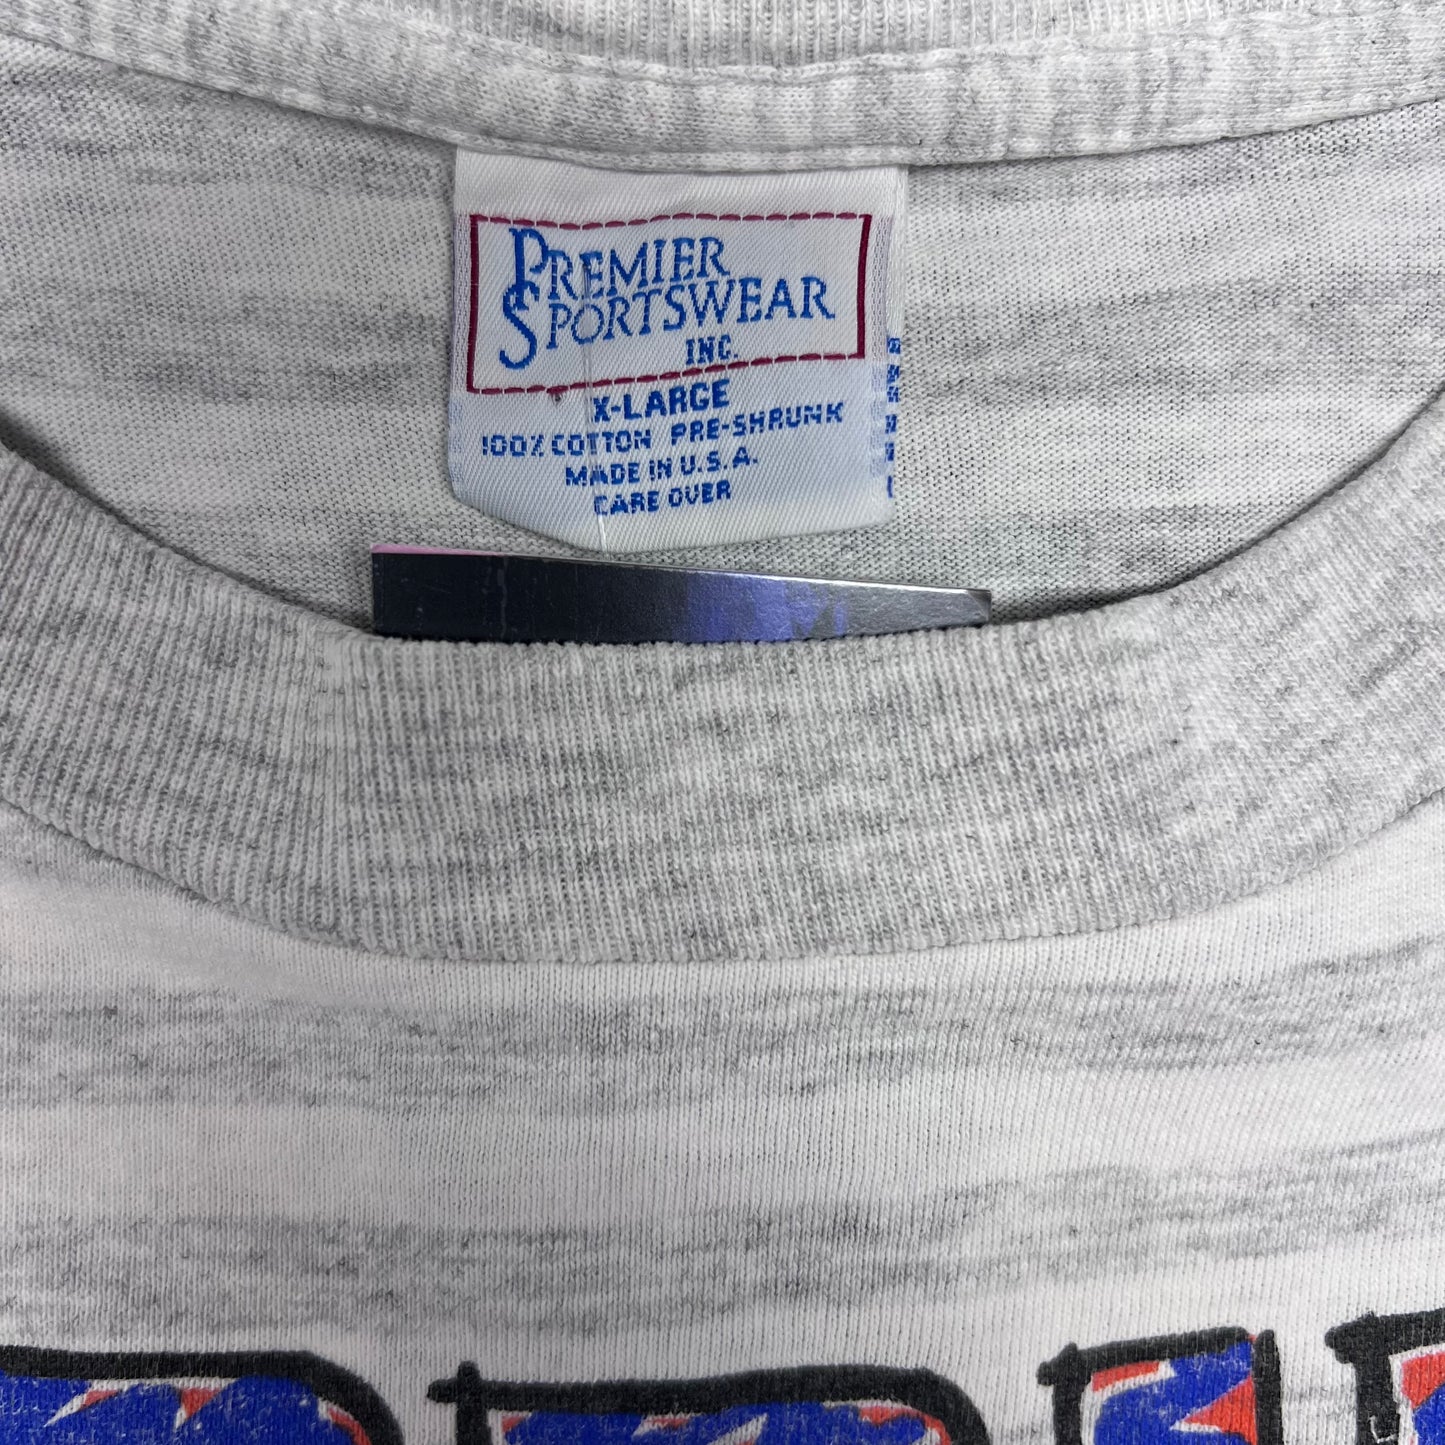 PREMIER
SPORTSWEAR
INC.
X-LARGE
100% COTTON PRE-SHRUNK
MADE IN U.S.A.
CARE OVER